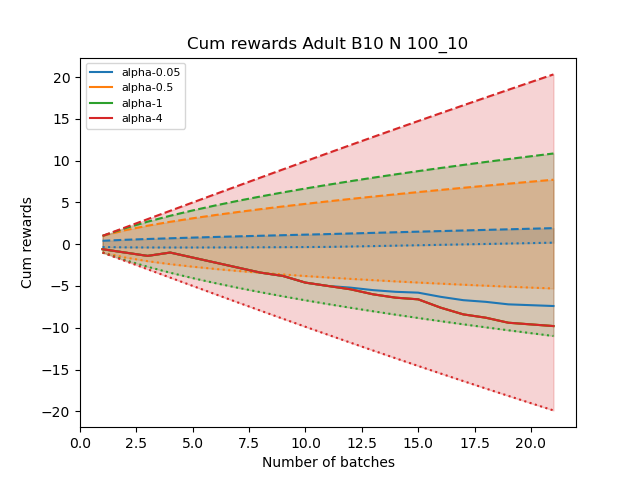 Cum rewards Adult B10 N 100_10
alpha-0.05
alpha-0.5
alpha-1
alpha-4
Cum rewards
20
15
10
5
0
−5
−10
−15
−20
0.0 2.5 5.0 7.5 10.0 12.5 15.0 17.5 20.0
Number of batches